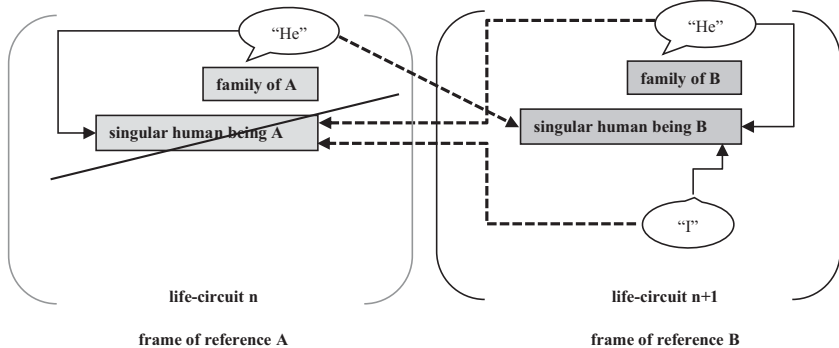 “He”
family of A
singular human being A
life-circuit n
frame of reference A
“He”
family of B
singular human being B
“I”
life-circuit n+1
frame of reference B